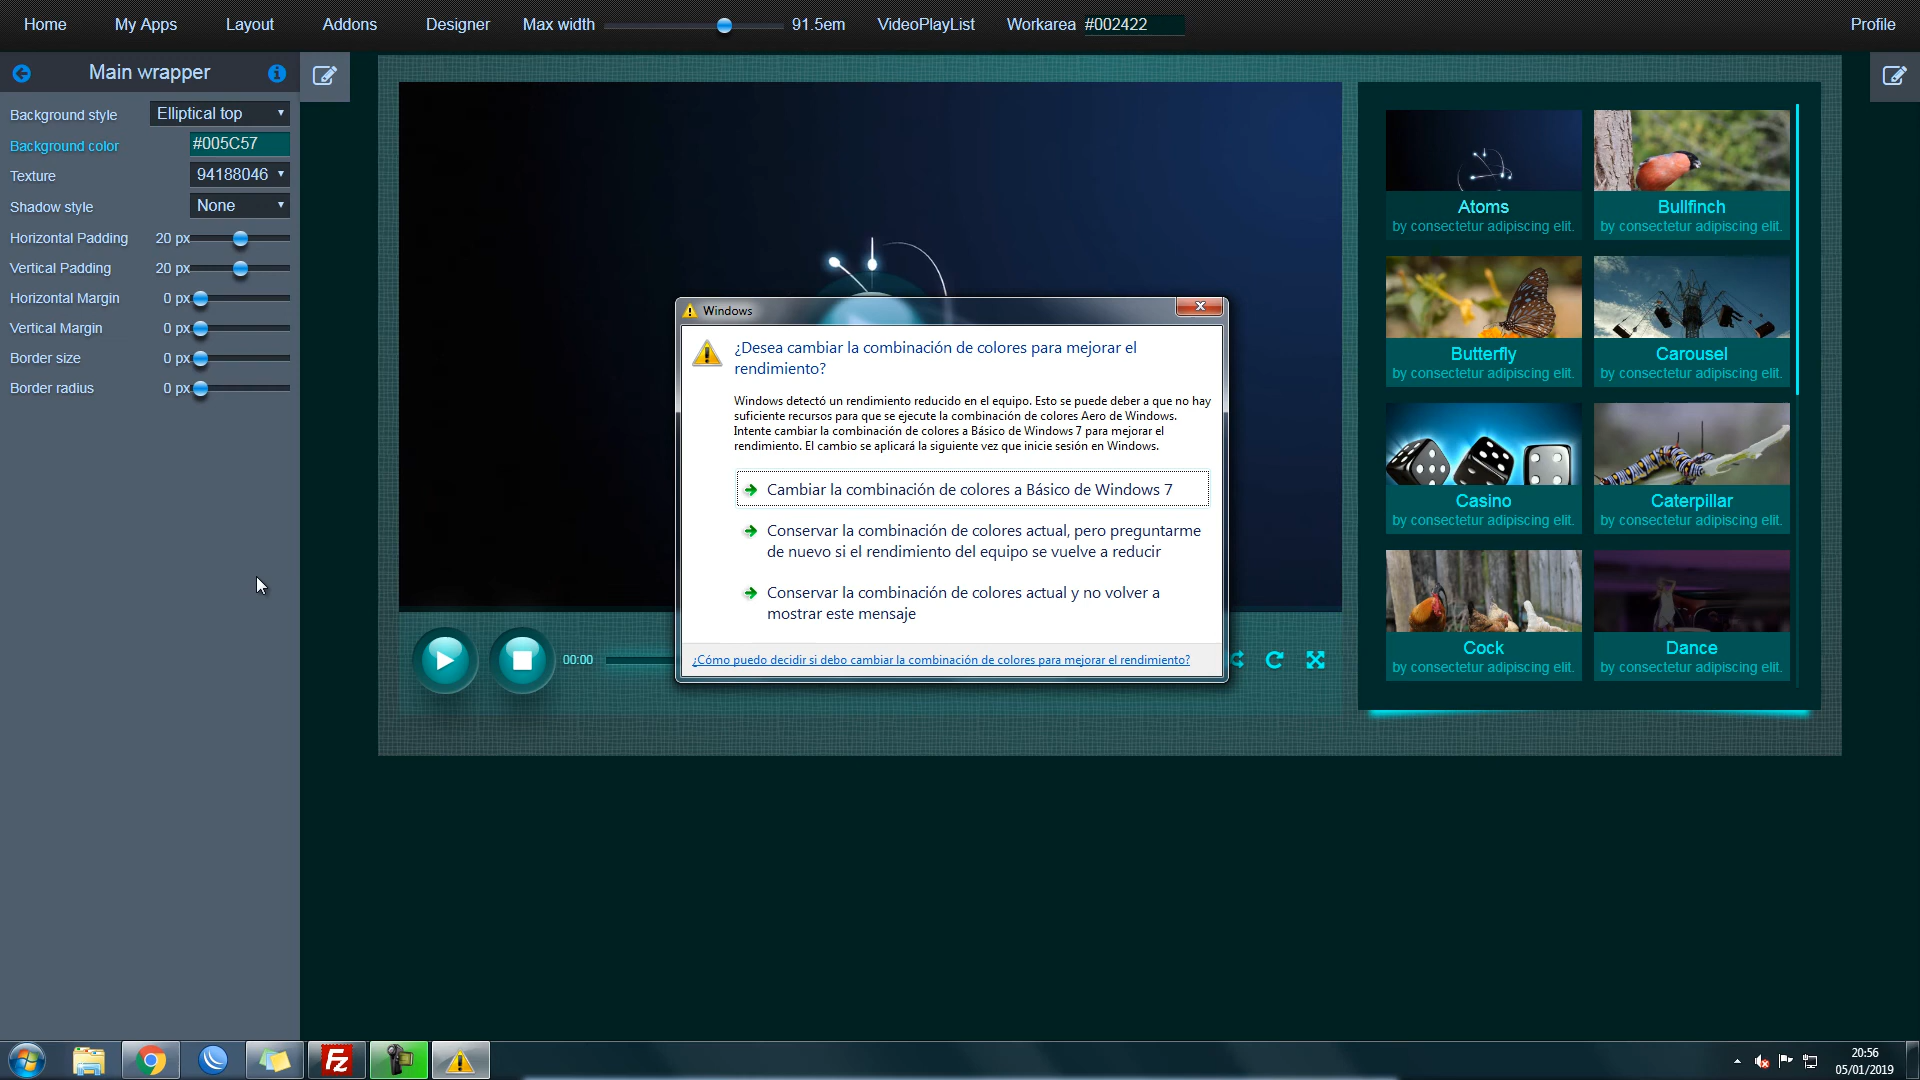 Home My Apps Layout Addons Designer Max width 91.5em VideoPlayList Workarea #002422 Profile
Main wrapper
Background style Elliptical top
Background color #005C57
Texture 94188046
Shadow style None
Horizontal Padding 20 px
Vertical Padding 20 px
Horizontal Margin 0 px
Vertical Margin 0 px
Border size 0 px
Border radius 0 px
Windows
¿Desea cambiar la combinación de colores para mejorar el
rendimiento?
Windows detectó un rendimiento reducido en el equipo. Esto se puede deber a que no hay
suficiente recursos para que se ejecute la combinación de colores Aero de Windows.
Intente cambiar la combinación de colores a Básico de Windows 7 para mejorar el
rendimiento. El cambio se aplicará la siguiente vez que inicie sesión en Windows.
Cambiar la combinación de colores a Básico de Windows 7
Conservar la combinación de colores actual, pero preguntarme
de nuevo si el rendimiento del equipo se vuelve a reducir
Conservar la combinación de colores actual y no volver a
mostrar este mensaje
¿Cómo puedo decidir si debo cambiar la combinación de colores para mejorar el rendimiento?
00:00
Atoms
by consectetur adipiscing elit.
Bullfinch
by consectetur adipiscing elit.
Butterfly
by consectetur adipiscing elit.
Carousel
by consectetur adipiscing elit.
Casino
by consectetur adipiscing elit.
Caterpillar
by consectetur adipiscing elit.
Cock
by consectetur adipiscing elit.
Dance
by consectetur adipiscing elit.
Fz
20:56
05/01/2019